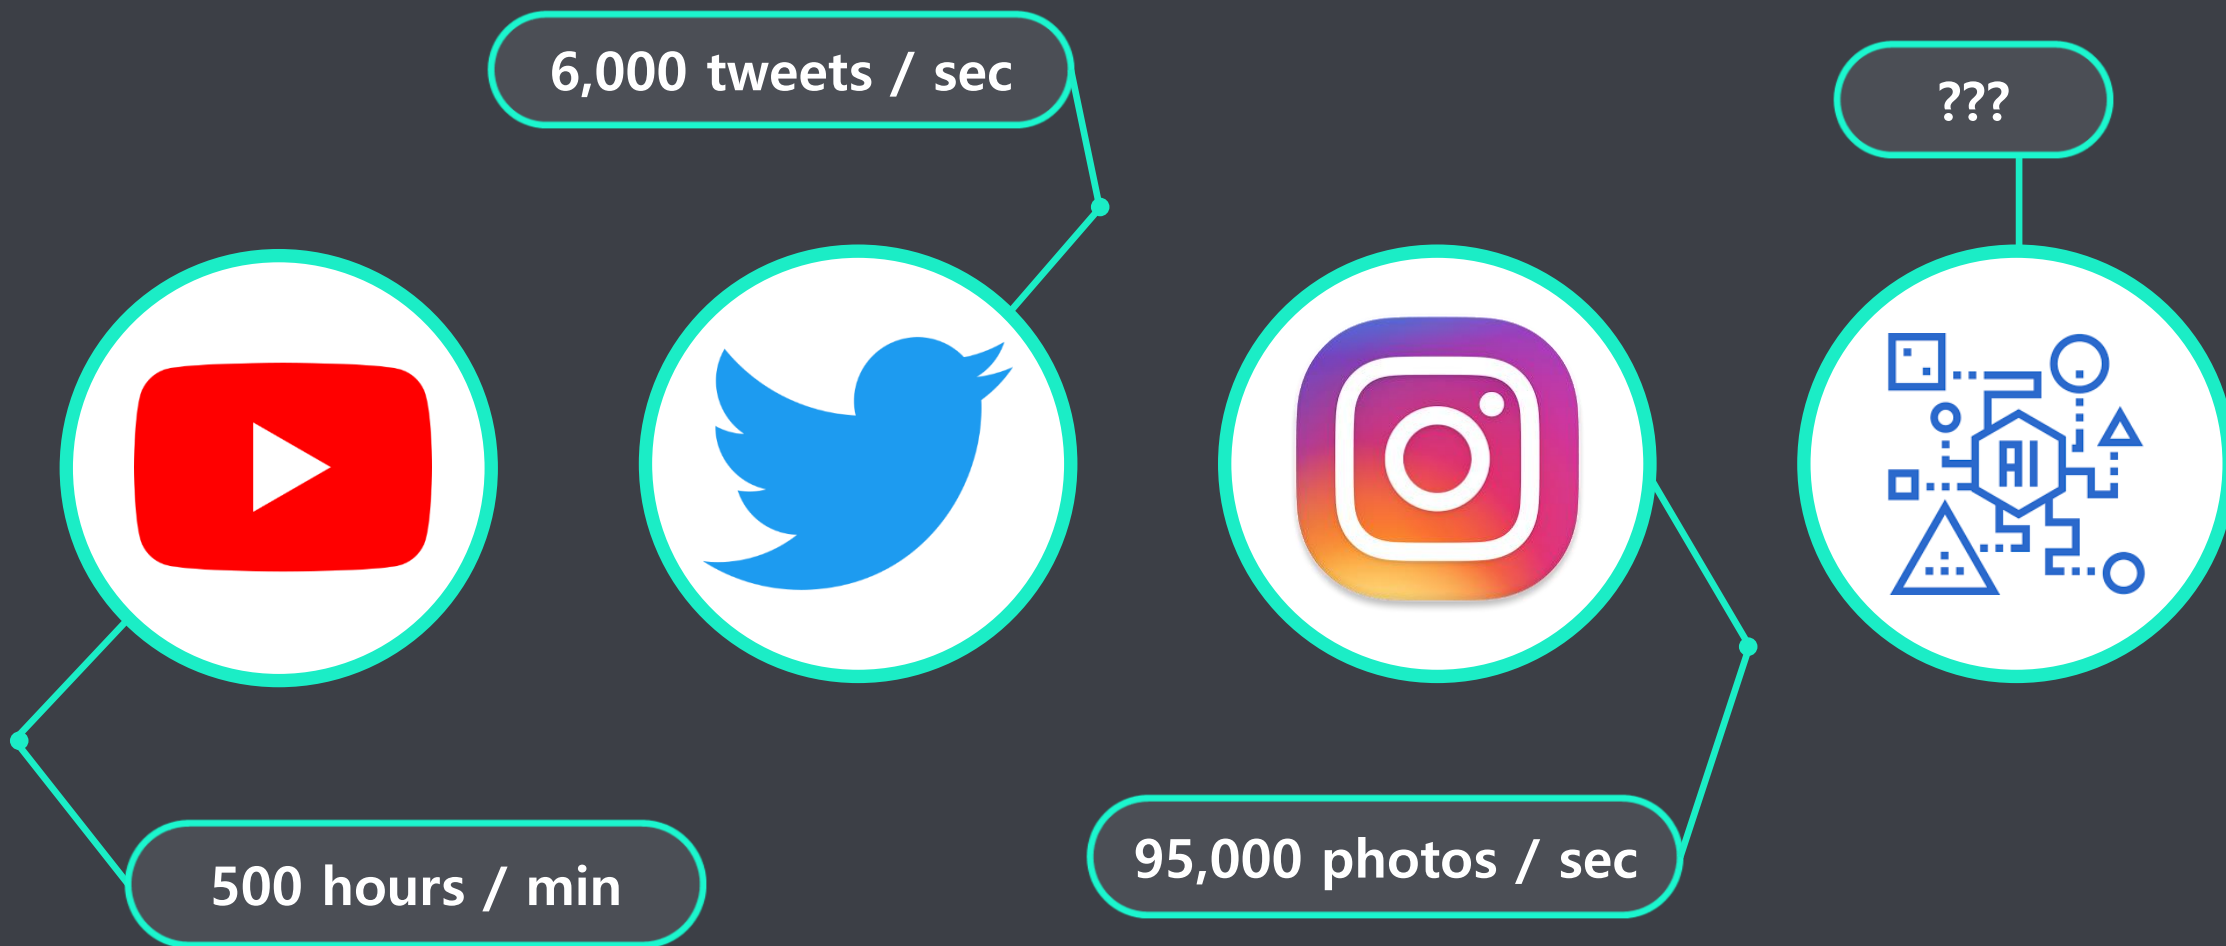 6,000 tweets / sec
???
AI
500 hours / min
95,000 photos / sec